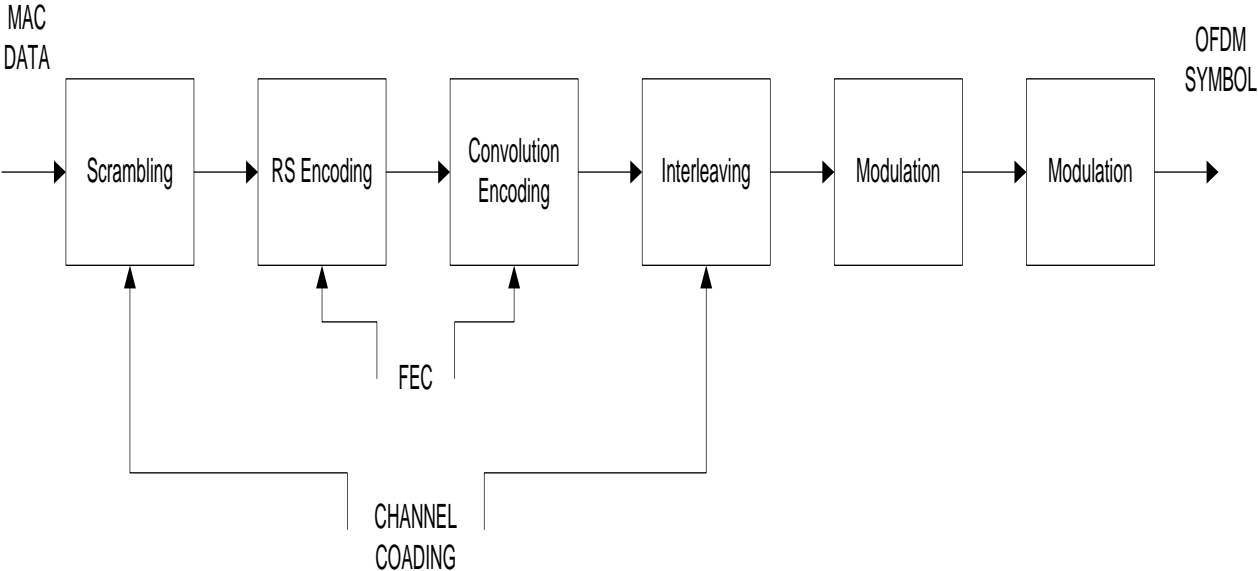 MAC
DATA
OFDM
SYMBOL
Scrambling
RS Encoding
Convolution
Encoding
Interleaving
Modulation
Modulation
FEC
CHANNEL
COADING